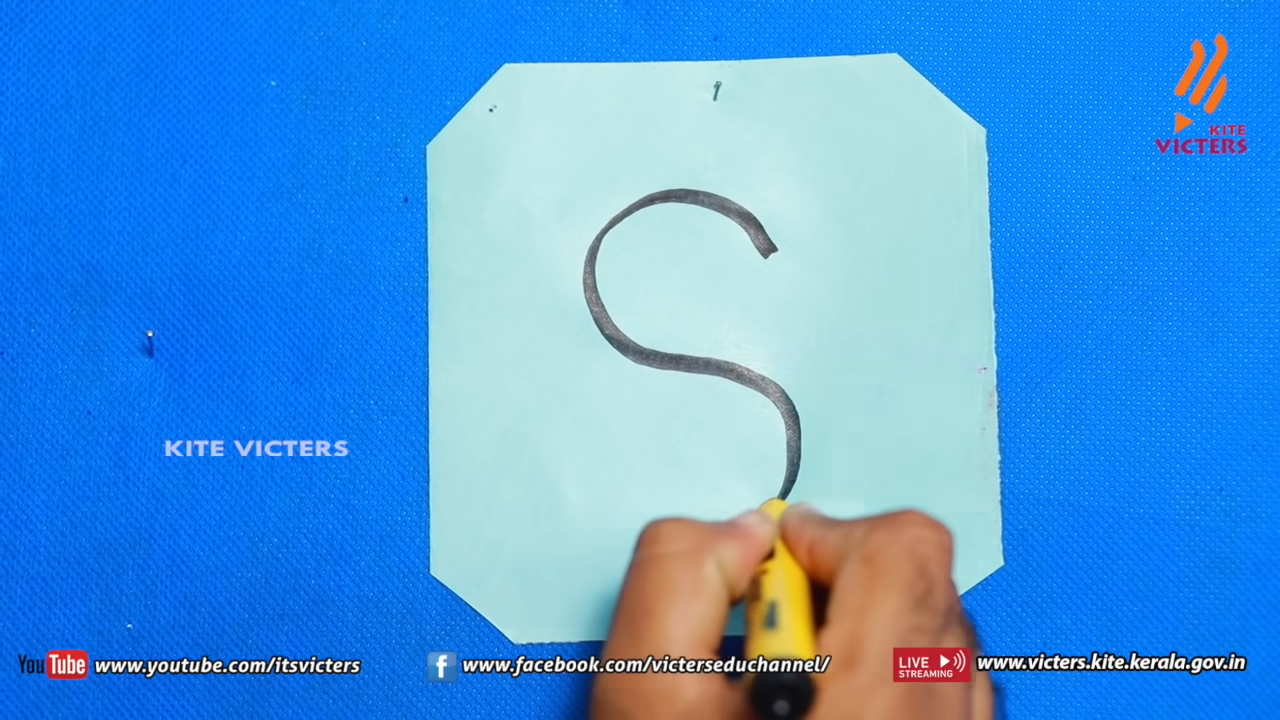 KITE
VICTERS
S
KITE VICTERS
YouTube www.youtube.com/itsvicters
f www.facebook.com/victerseduchannel/
LIVE STREAMING www.victers.kite.kerala.gov.in